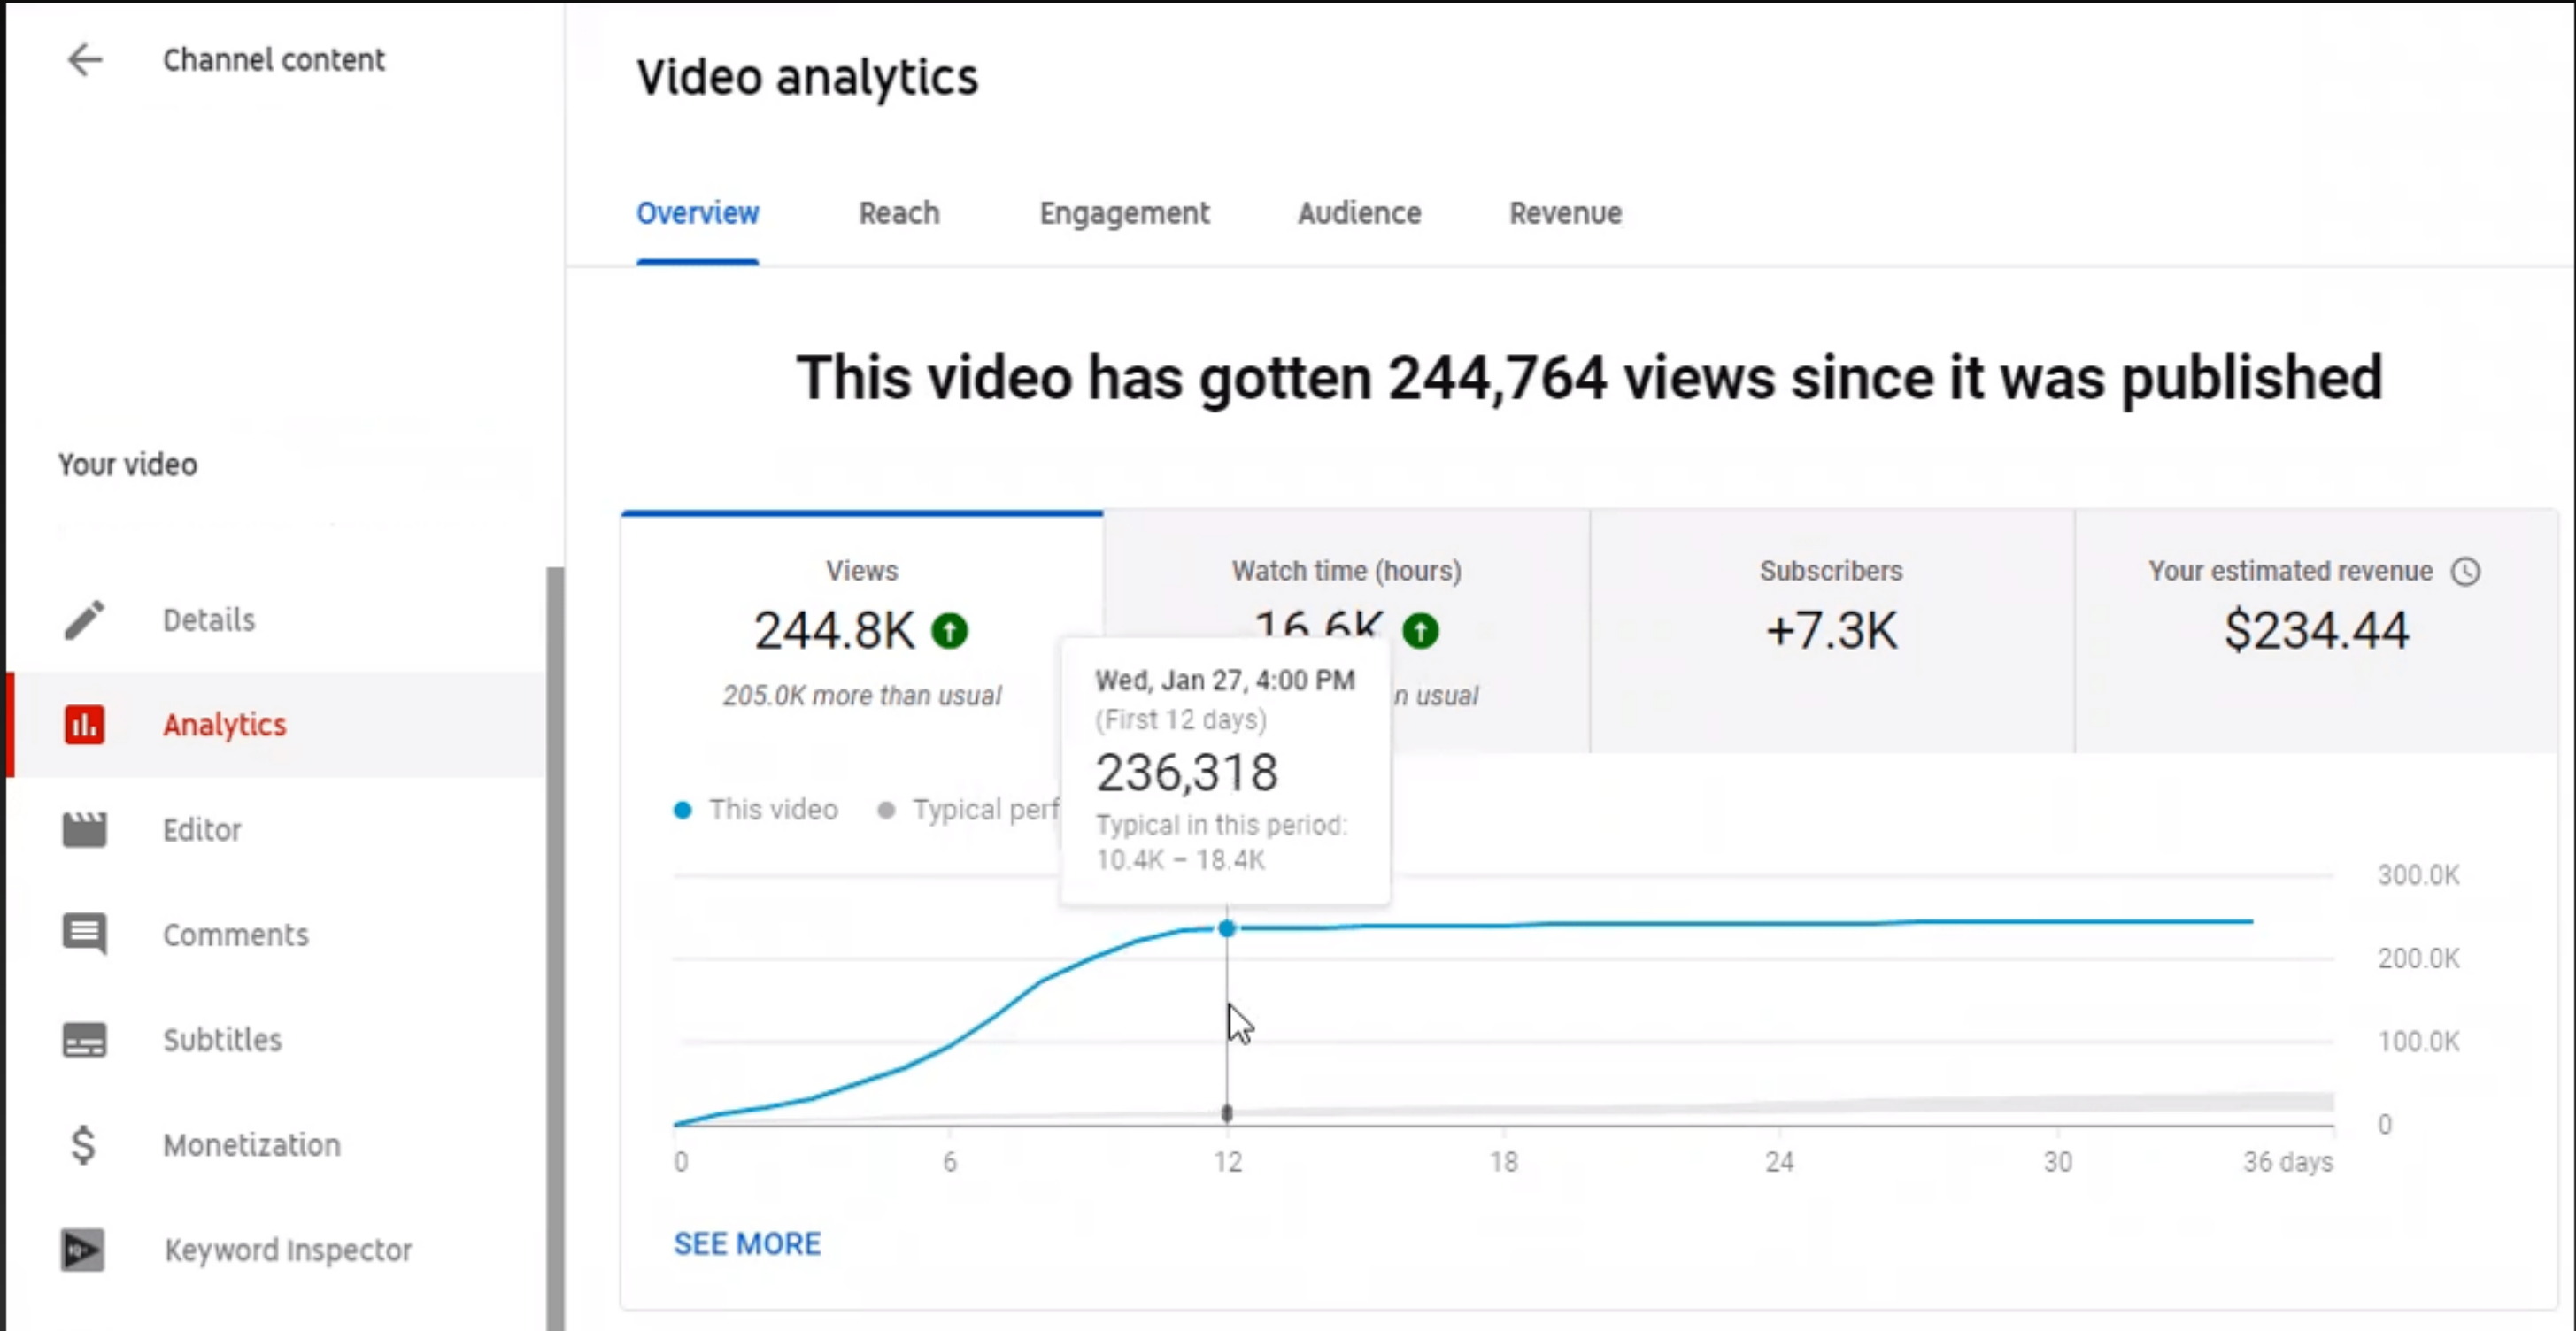 Channel content
Video analytics
Overview
Reach
Engagement
Audience
Revenue
This video has gotten 244,764 views since it was published
Your video
Details
Analytics
Editor
Comments
Subtitles
Monetization
Keyword Inspector
Views
244.8K
205.0K more than usual
Watch time (hours)
16.6K
n usual
Subscribers
+7.3K
Your estimated revenue
$234.44
Wed, Jan 27, 4:00 PM
(First 12 days)
236,318
Typical in this period:
10.4K – 18.4K
This video
Typical perf
300.0K
200.0K
100.0K
0
0
6
12
18
24
30
36 days
SEE MORE